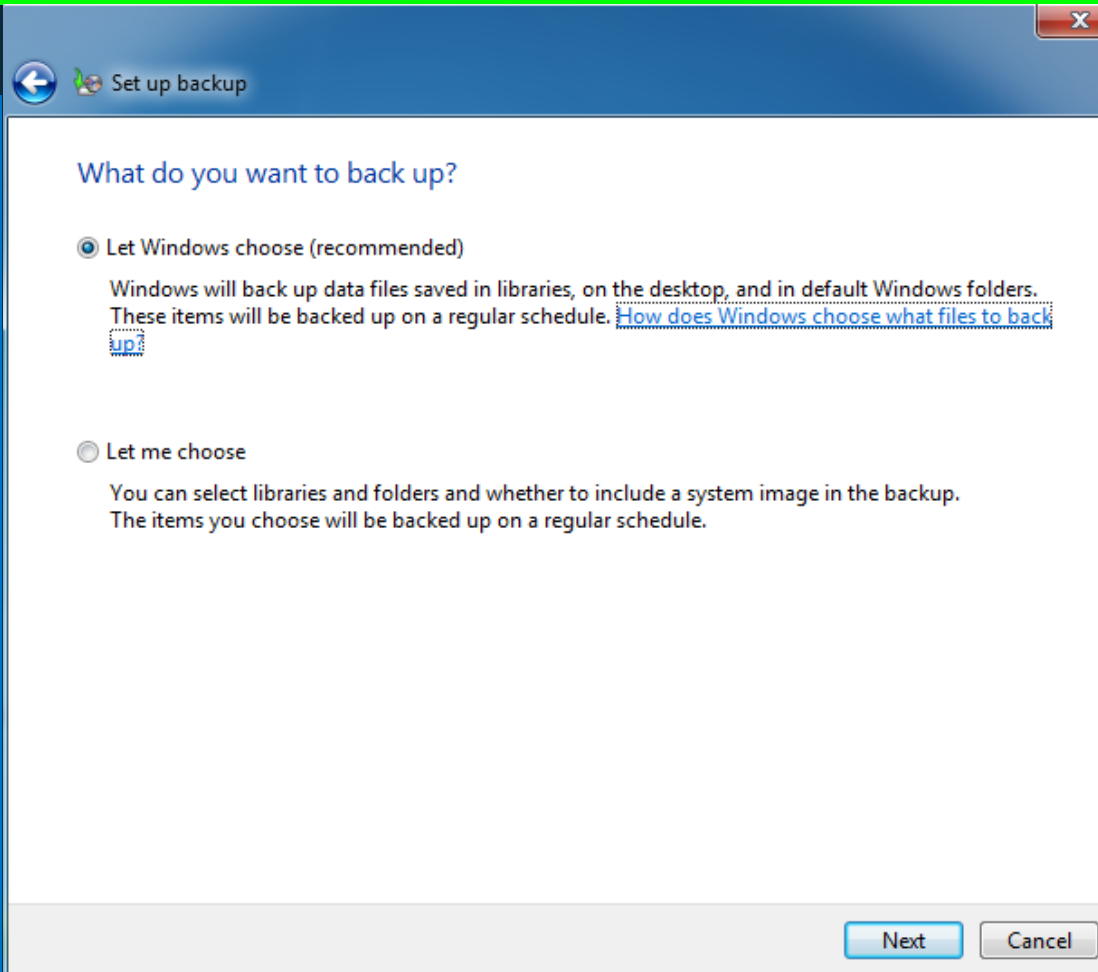 Set up backup
What do you want to back up?
Let Windows choose (recommended)
Windows will back up data files saved in libraries, on the desktop, and in default Windows folders.
These items will be backed up on a regular schedule. How does Windows choose what files to back
up?
Let me choose
You can select libraries and folders and whether to include a system image in the backup.
The items you choose will be backed up on a regular schedule.
Next Cancel